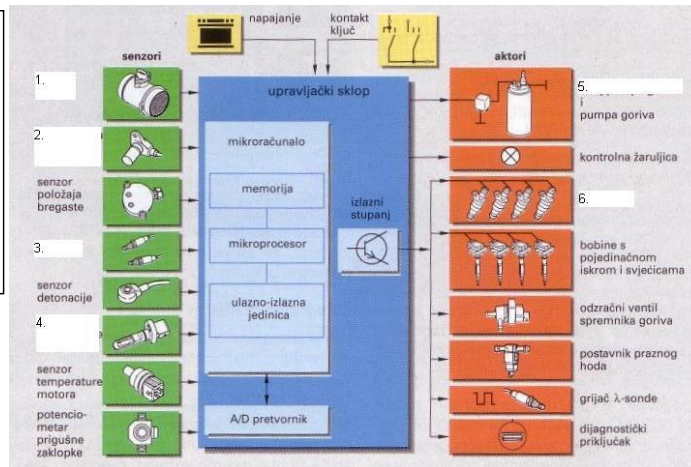 napajanje
kontakt
ključ
senzori
aktori
1.
2.
senzor
položaja
bregaste
3.
senzor
detonacije
4.
senzor
temperature
motora
potencio-
metar
prigušne
zaklopke
upravljački sklop
mikroračunalo
memorija
mikroprocesor
ulazno-izlazna
jedinica
A/D pretvornik
izlazni
stupanj
5.
i
pumpa goriva
kontrolna žaruljica
6.
bobine s
pojedinačnom
iskrom i svjećicama
odzračni ventil
spremnika goriva
postavnik praznog
hoda
grijač λ-sonde
dijagnostički
priključak